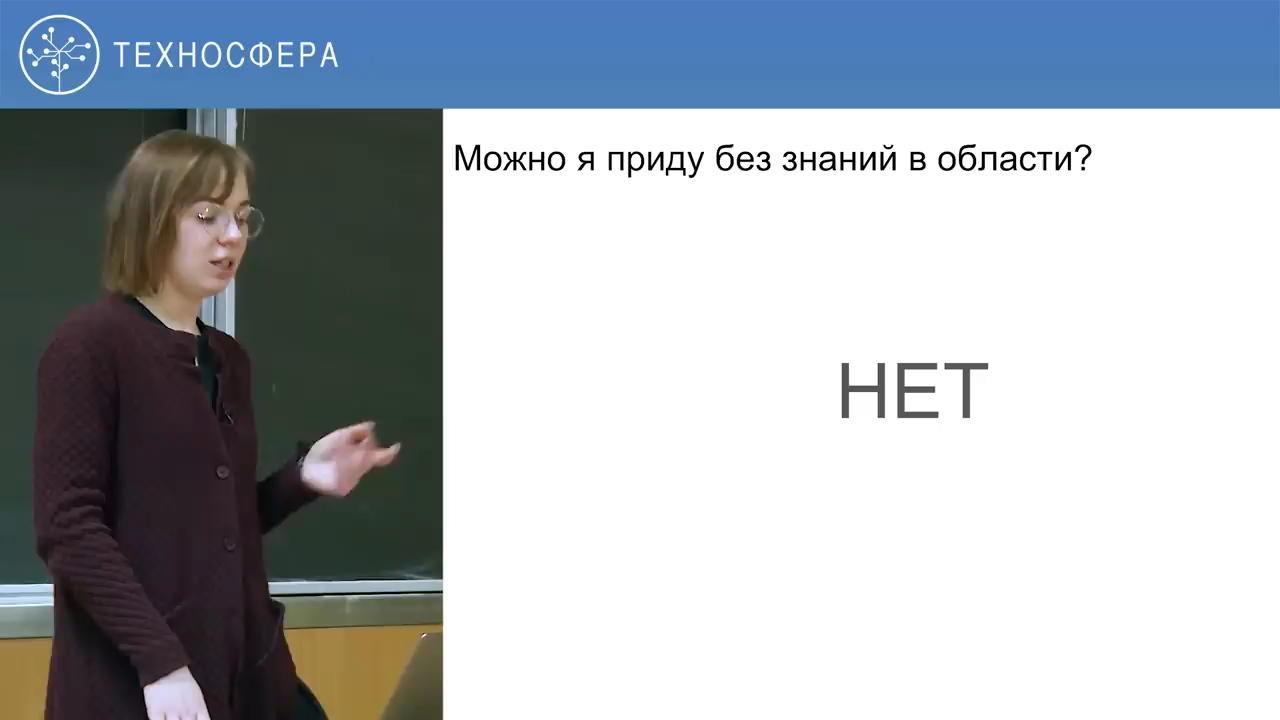 ТЕХНОСФЕРА
Можно я приду без знаний в области?
НЕТ